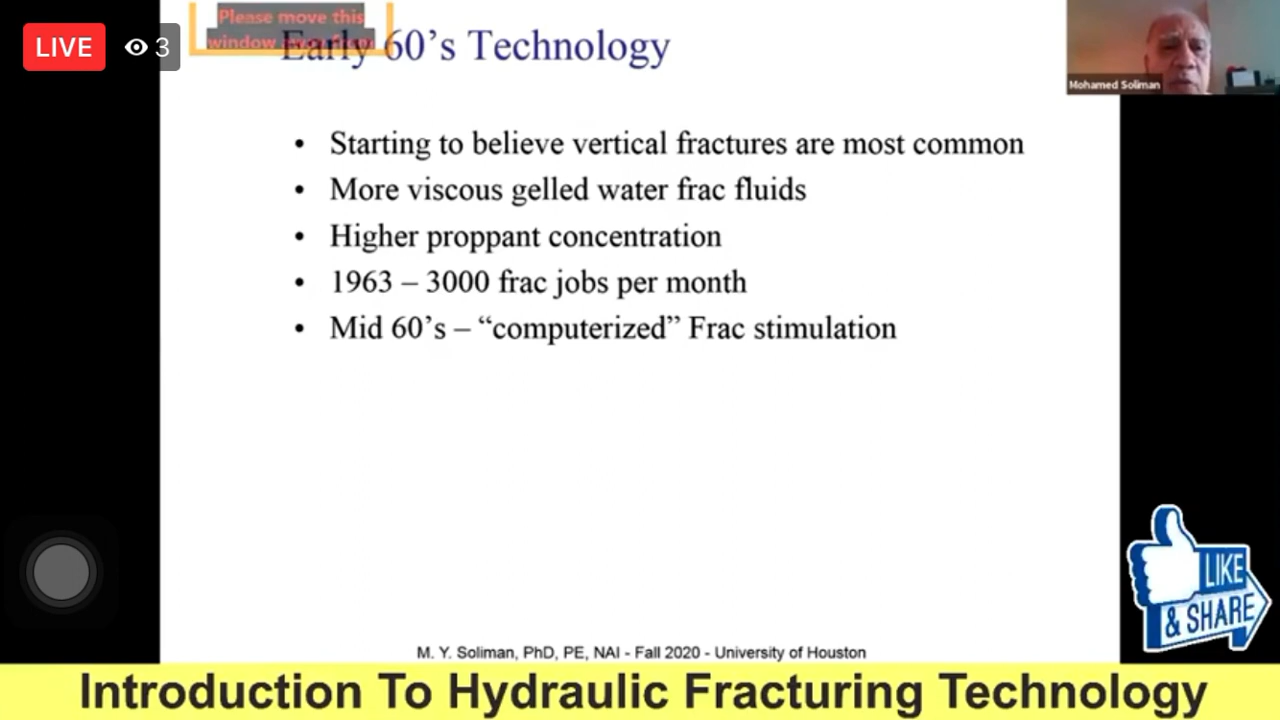 LIVE
3
Please move this
window
Early 60’s Technology
Mohamed Soliman
• Starting to believe vertical fractures are most common
• More viscous gelled water frac fluids
• Higher proppant concentration
• 1963 – 3000 frac jobs per month
• Mid 60’s – “computerized” Frac stimulation
LIKE
& SHARE
M. Y. Soliman, PhD, PE, NAI - Fall 2020 - University of Houston
Introduction To Hydraulic Fracturing Technology